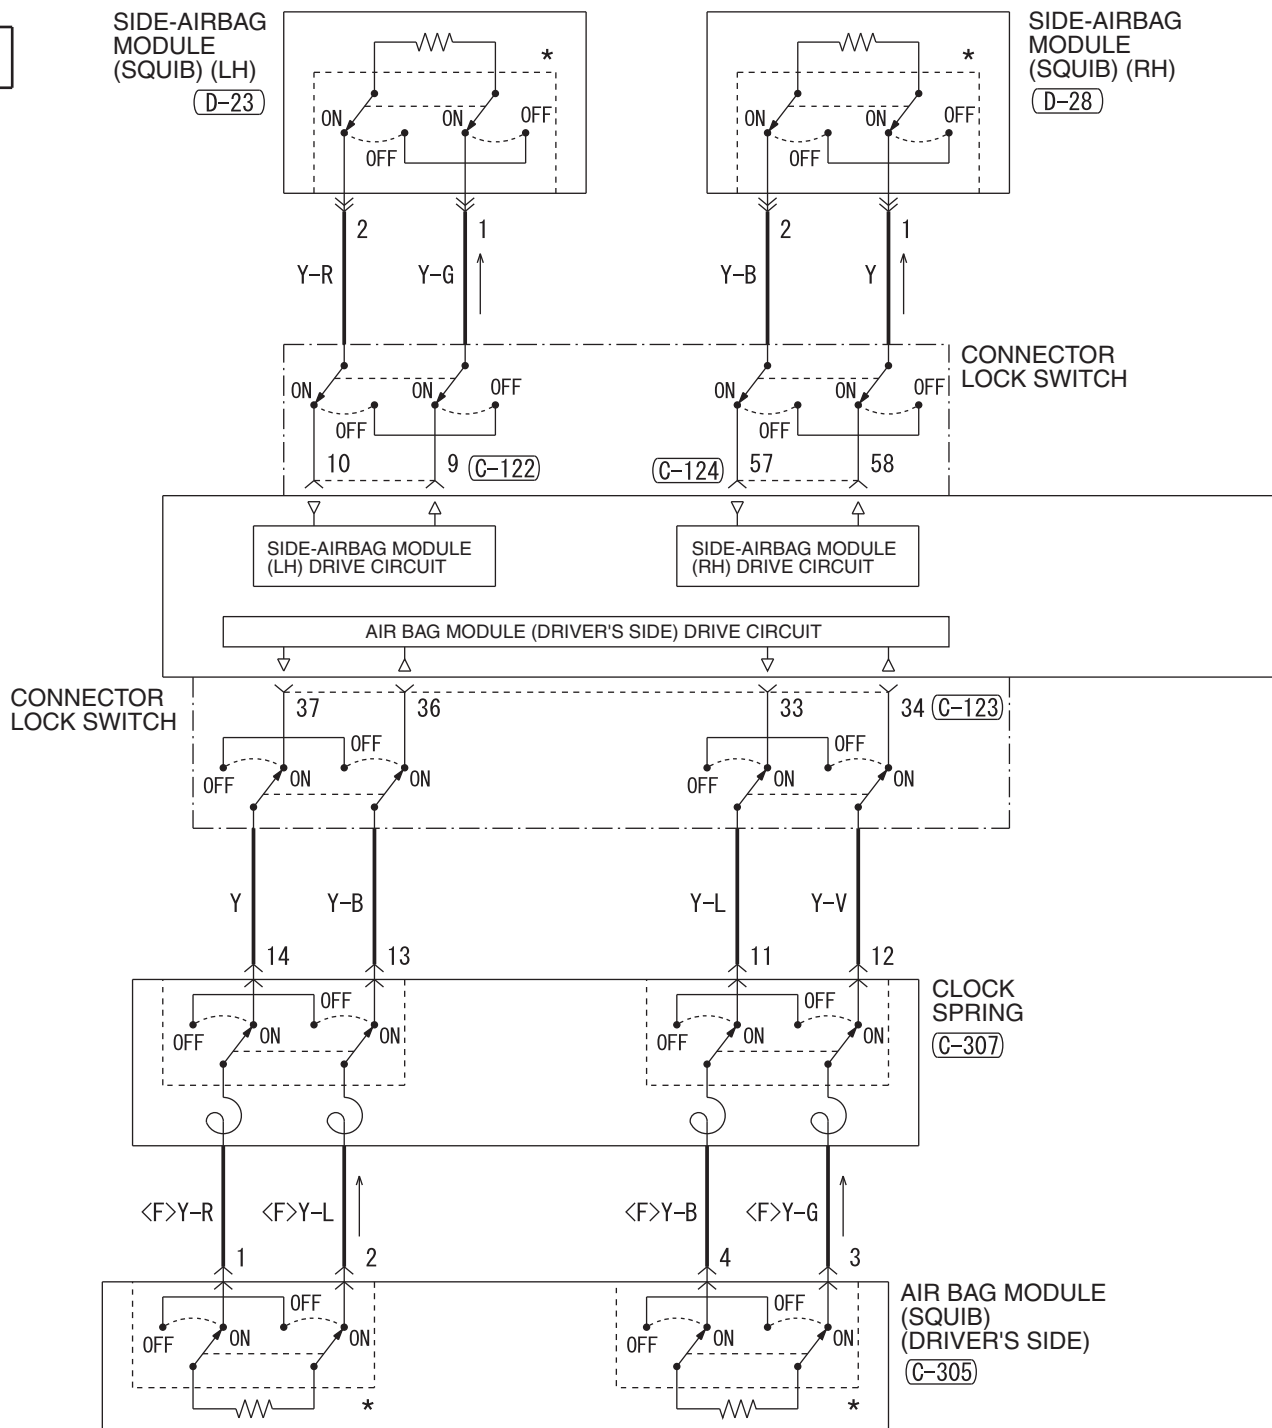 SIDE-AIRBAG
MODULE
(SQUIB) (LH)
D-23
*
ON
ON
OFF
OFF
SIDE-AIRBAG
MODULE
(SQUIB) (RH)
D-28
*
ON
ON
OFF
OFF
2
1
2
1
Y-R
Y-G
Y-B
Y
CONNECTOR
LOCK SWITCH
ON
ON
OFF
OFF
ON
ON
OFF
OFF
10
9
C-122
C-124
57
58
SIDE-AIRBAG MODULE
(LH) DRIVE CIRCUIT
SIDE-AIRBAG MODULE
(RH) DRIVE CIRCUIT
AIR BAG MODULE (DRIVER'S SIDE) DRIVE CIRCUIT
CONNECTOR
LOCK SWITCH
37
36
33
34
C-123
OFF
OFF
OFF
ON
ON
OFF
ON
ON
Y
Y-B
Y-L
Y-V
14
13
11
12
CLOCK
SPRING
C-307
OFF
OFF
OFF
ON
ON
OFF
ON
ON
<F>Y-R
<F>Y-L
<F>Y-B
<F>Y-G
1
2
4
3
AIR BAG MODULE
(SQUIB)
(DRIVER'S SIDE)
C-305
OFF
OFF
OFF
ON
ON
OFF
ON
ON
*
*